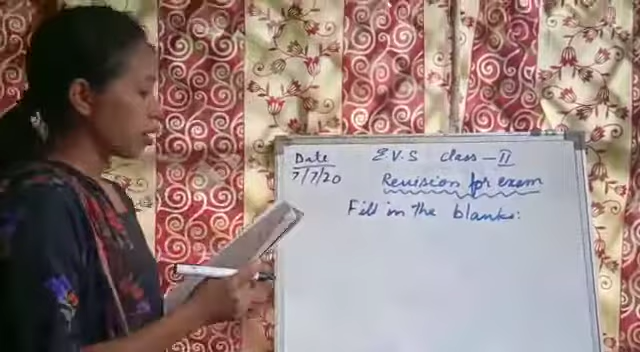 Date
7/7/20
E.V.S class - II
Revision for exam
Fill in the blanks: